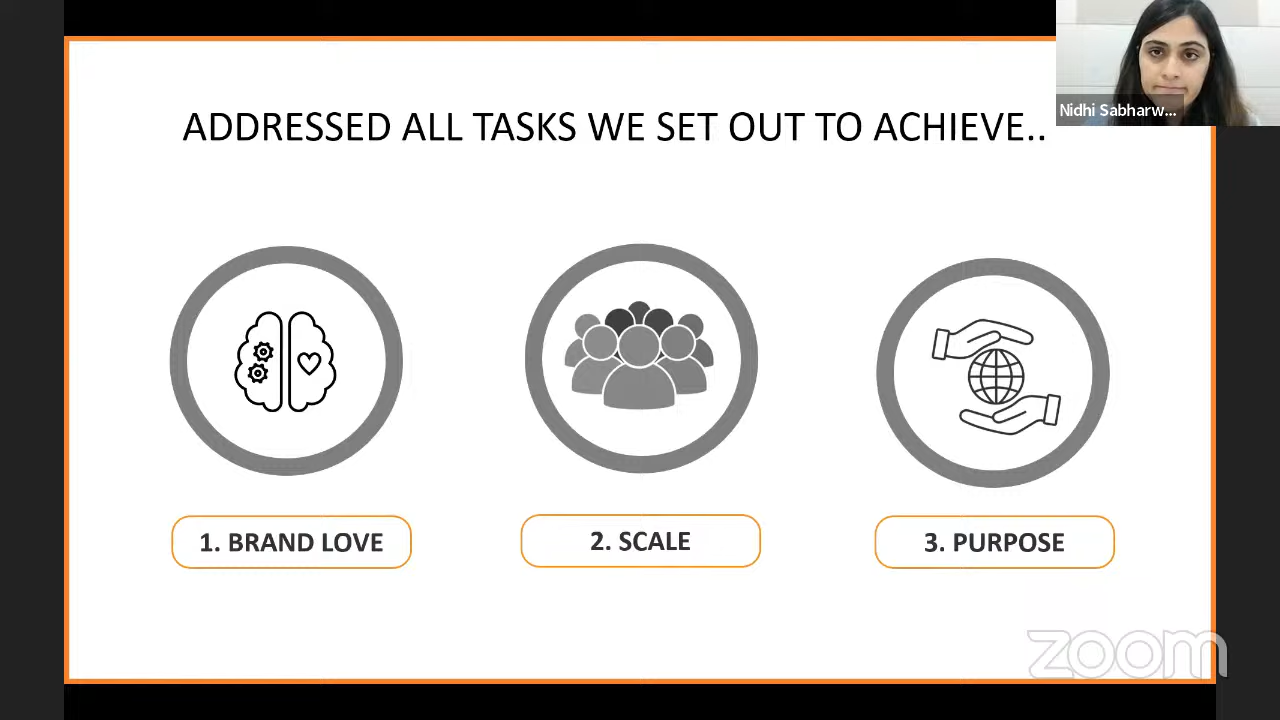 ADDRESSED ALL TASKS WE SET OUT TO ACHIEVE..
Nidhi Sabharw...
1. BRAND LOVE
2. SCALE
3. PURPOSE
zoom